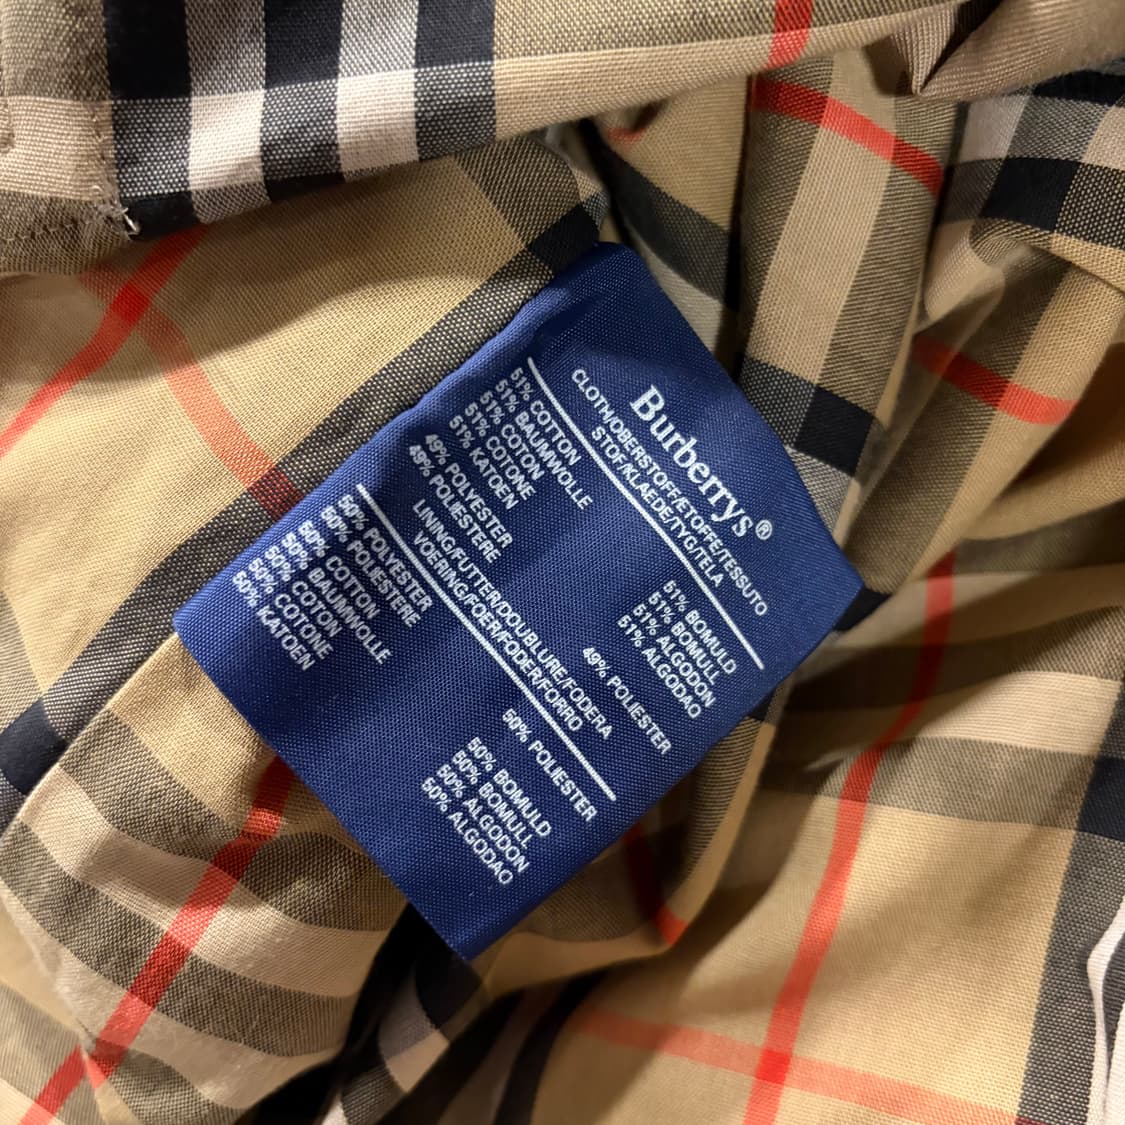 Burberrys®
CLOTH/OBERSTOFF/ETOFFE/TESSUTO
STOF/KLAEDE/TYG/TELA
51% COTTON
51% BAUMWOLLE
51% COTON
51% COTONE
51% KATOEN
51% BOMULD
51% BOMULL
51% ALGODON
51% ALGODAO
49% POLYESTER
49% POLIESTERE
49% POLIESTER
LINING/FUTTER/DOUBLURE/FODERA
VOERING/FOER/FODER/FORRO
50% POLYESTER
50% POLIESTERE
50% POLIESTER
50% COTTON
50% BAUMWOLLE
50% COTON
50% COTONE
50% KATOEN
50% BOMULD
50% BOMULL
50% ALGODON
50% ALGODAO